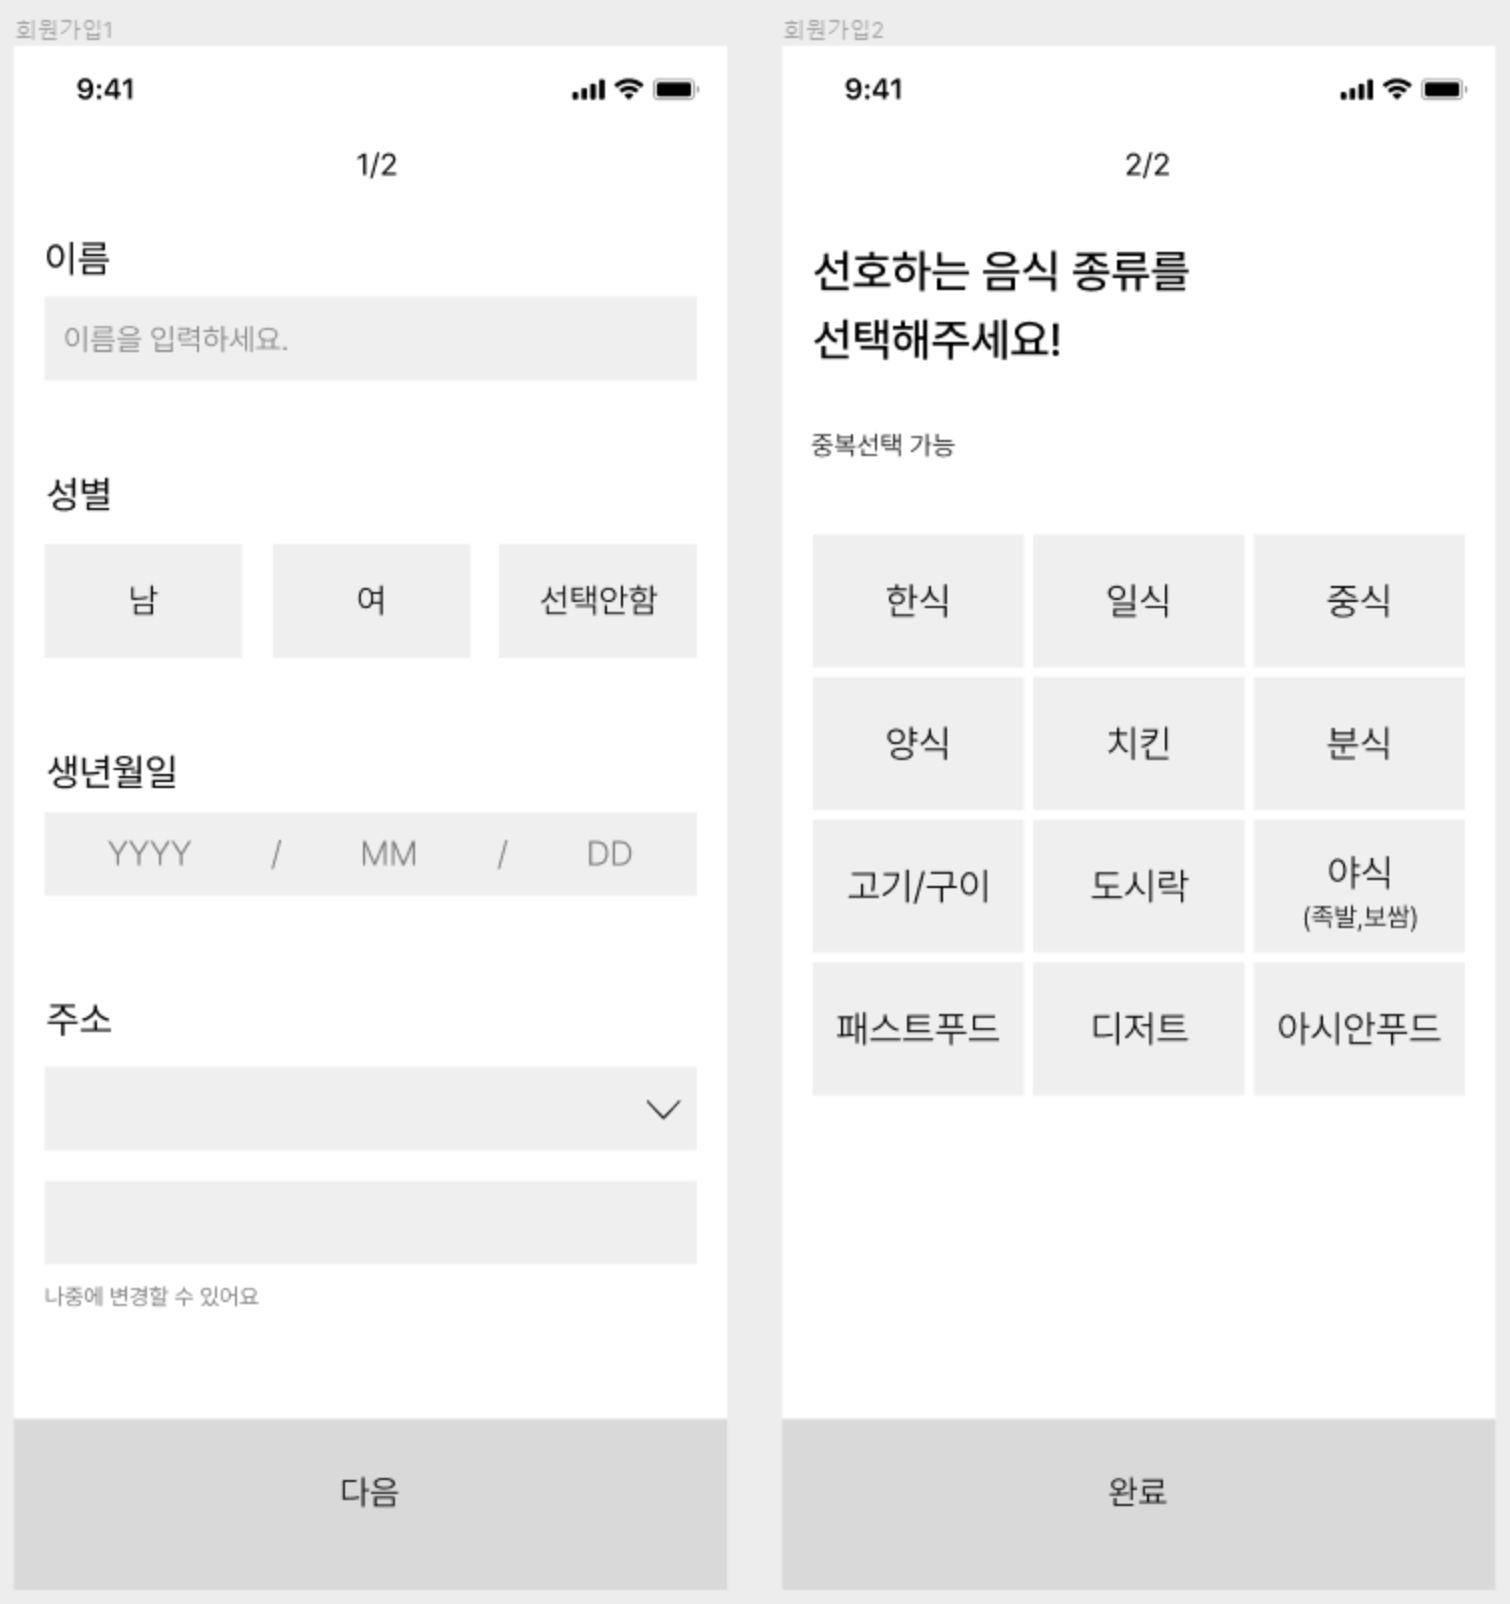 회원가입1
9:41
1/2
이름
이름을 입력하세요.
성별
남 여 선택안함
생년월일
YYYY / MM / DD
주소
나중에 변경할 수 있어요
다음
회원가입2
9:41
2/2
선호하는 음식 종류를
선택해주세요!
중복선택 가능
한식 일식 중식
양식 치킨 분식
고기/구이 도시락 야식
(족발,보쌈)
패스트푸드 디저트 아시안푸드
완료